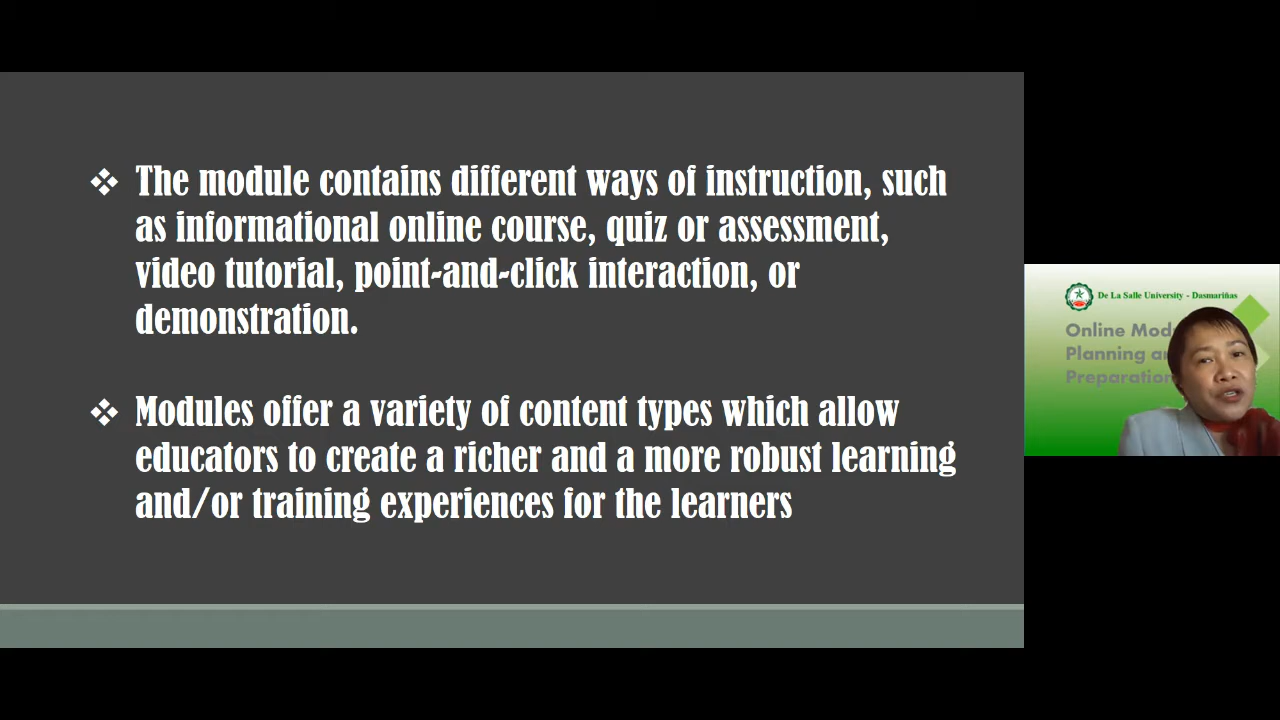 ❖ The module contains different ways of instruction, such
as informational online course, quiz or assessment,
video tutorial, point-and-click interaction, or
demonstration.
❖ Modules offer a variety of content types which allow
educators to create a richer and a more robust learning
and/or training experiences for the learners
De La Salle University - Dasmariñas
Online
Planning
Preparation